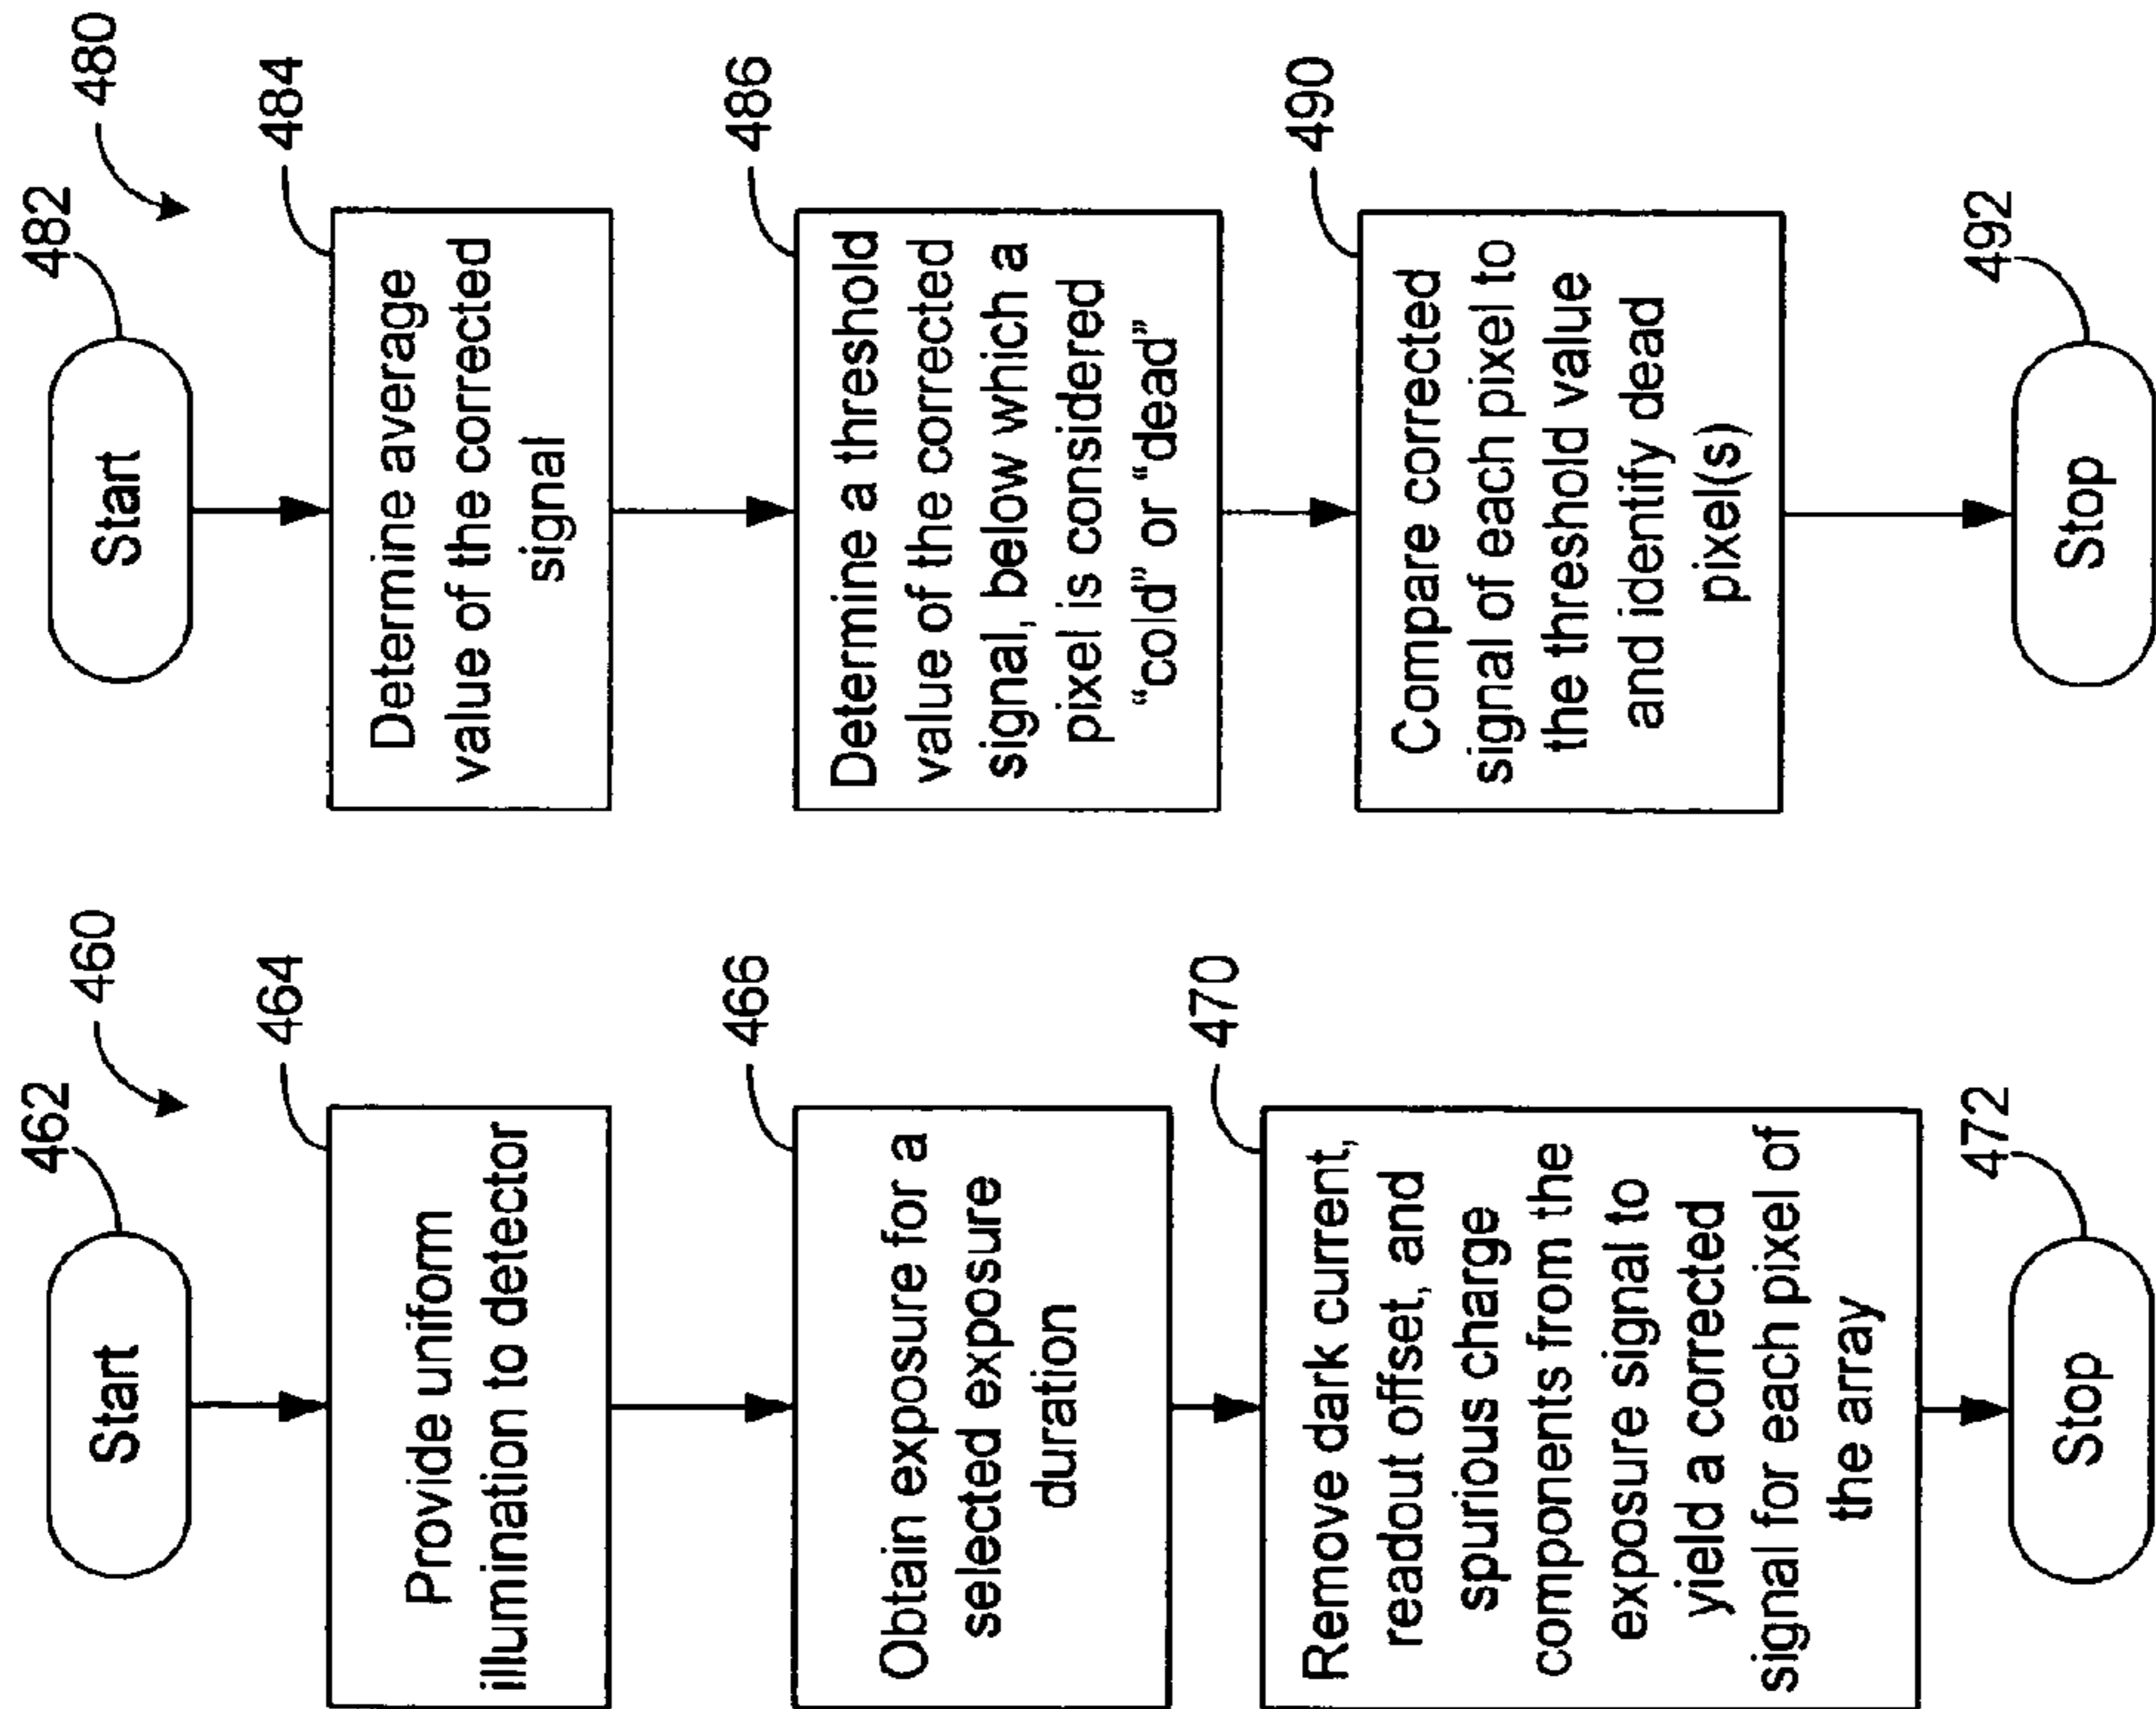 460
462
Start
464
Provide uniform
illumination to detector
466
Obtain exposure for a
selected exposure
duration
470
Remove dark current,
readout offset, and
spurious charge
components from the
exposure signal to
yield a corrected
signal for each pixel of
the array
472
Stop
480
482
Start
484
Determine average
value of the corrected
signal
486
Determine a threshold
value of the corrected
signal, below which a
pixel is considered
“cold” or “dead”
490
Compare corrected
signal of each pixel to
the threshold value
and identify dead
pixel(s)
492
Stop